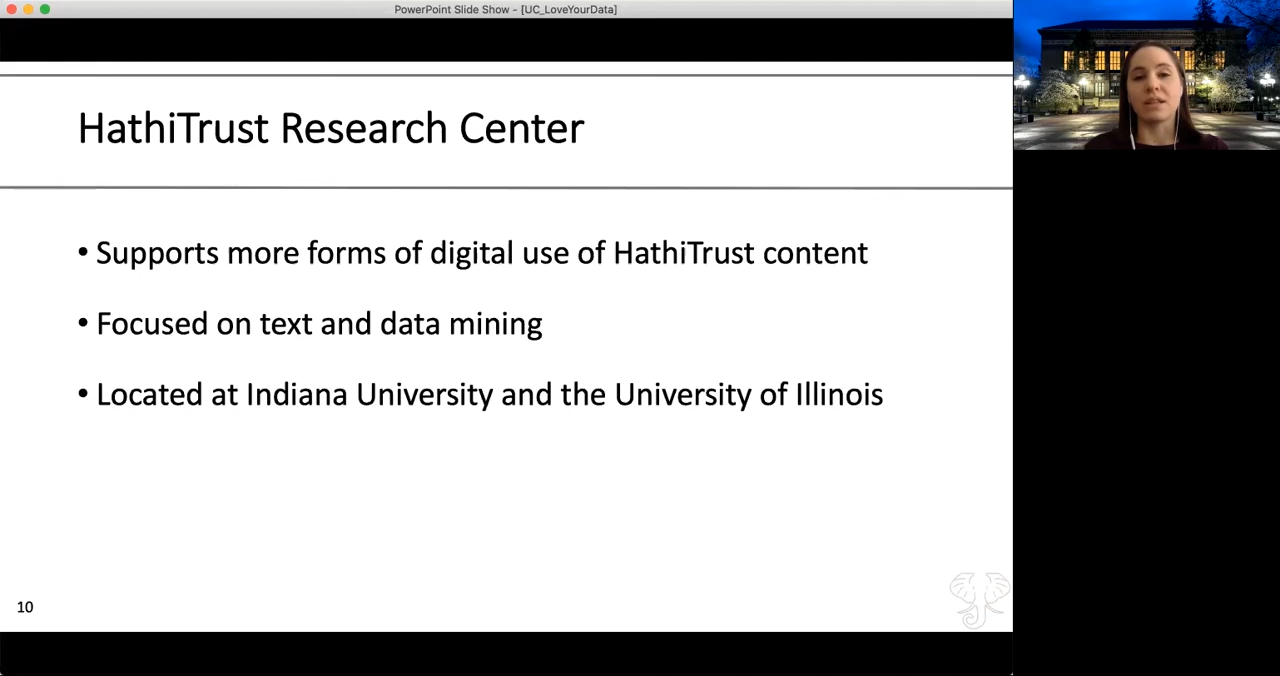 PowerPoint Slide Show - [UC_LoveYourData]
HathiTrust Research Center
• Supports more forms of digital use of HathiTrust content
• Focused on text and data mining
• Located at Indiana University and the University of Illinois
10